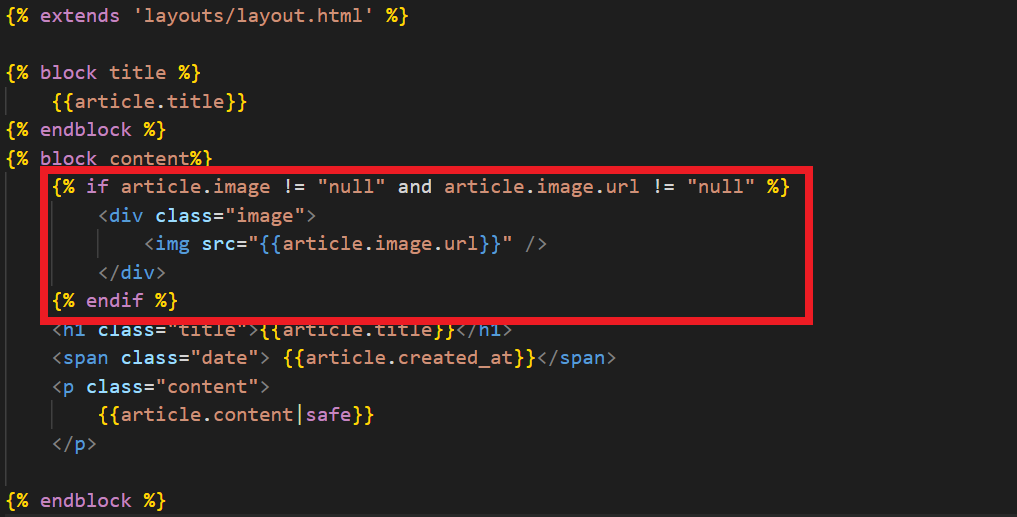 {% extends 'layouts/layout.html' %}
{% block title %}
{{article.title}}
{% endblock %}
{% block content%}
{% if article.image != "null" and article.image.url != "null" %}
<div class="image">
<img src="{{article.image.url}}" />
</div>
{% endif %}
<h1 class="title">{{article.title}}</h1>
<span class="date"> {{article.created_at}}</span>
<p class="content">
{{article.content|safe}}
</p>
{% endblock %}